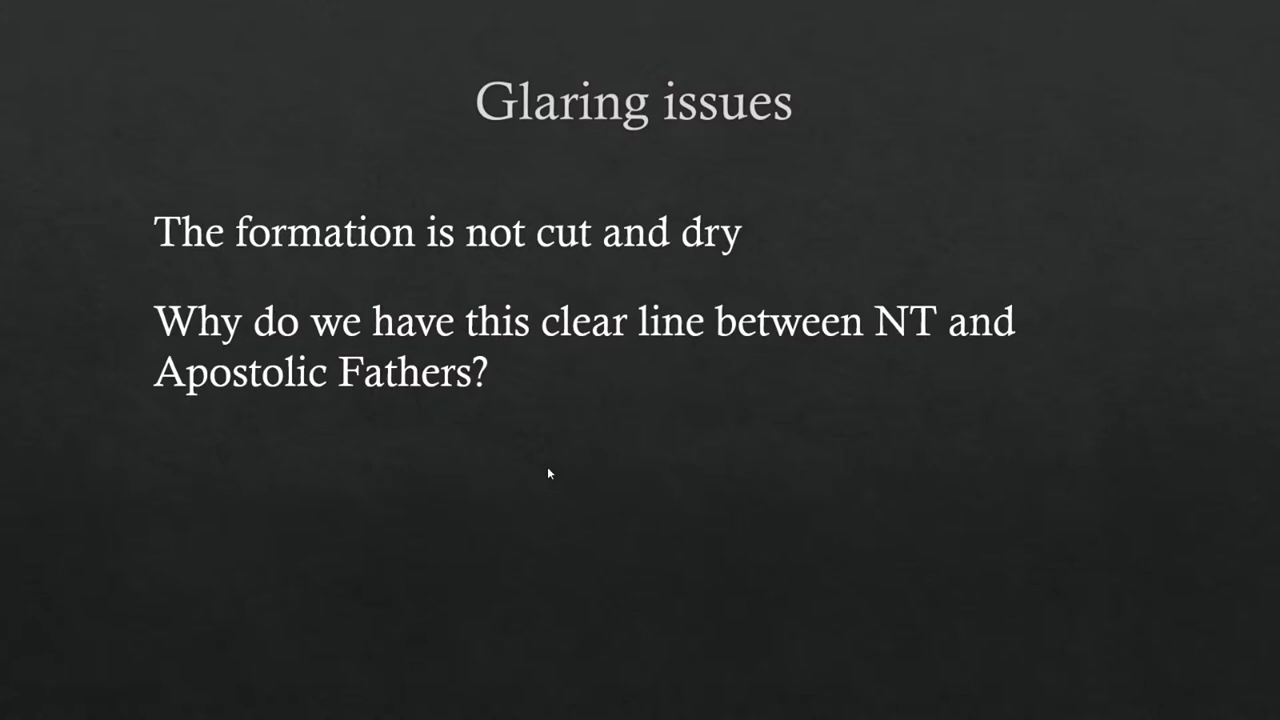 Glaring issues
The formation is not cut and dry
Why do we have this clear line between NT and
Apostolic Fathers?